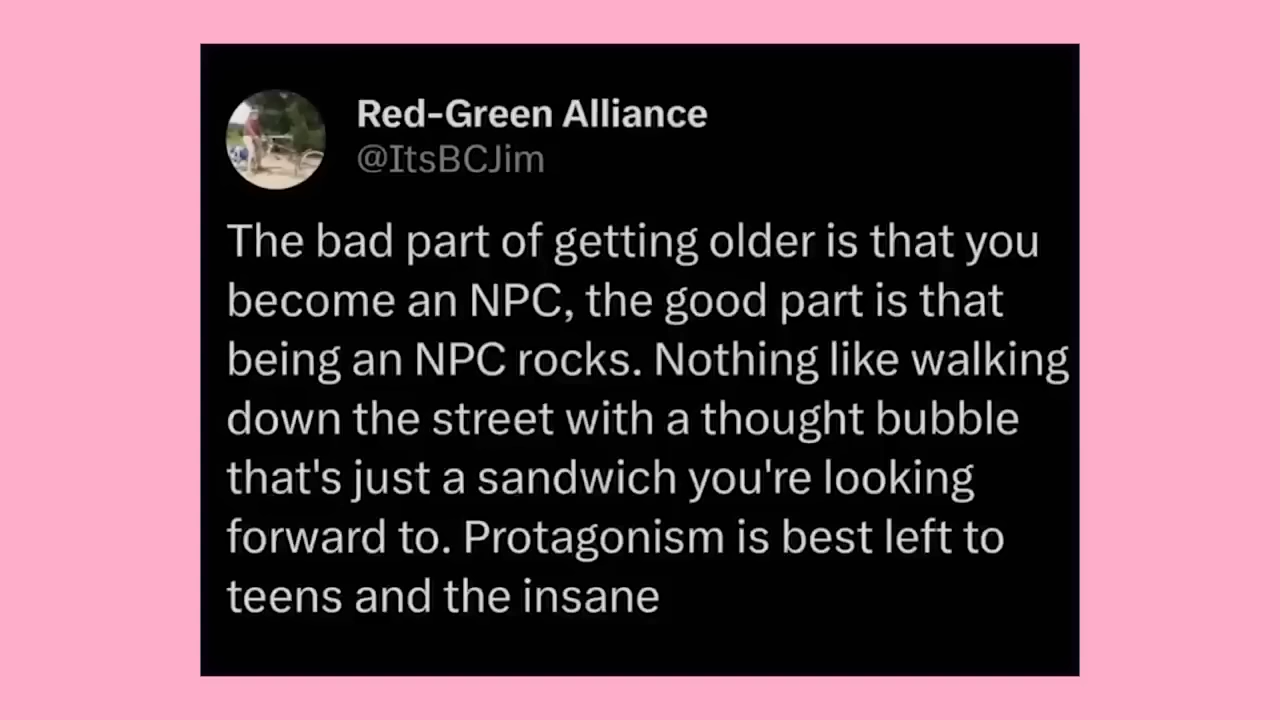 Red-Green Alliance
@ItsBCJim
The bad part of getting older is that you
become an NPC, the good part is that
being an NPC rocks. Nothing like walking
down the street with a thought bubble
that's just a sandwich you're looking
forward to. Protagonism is best left to
teens and the insane